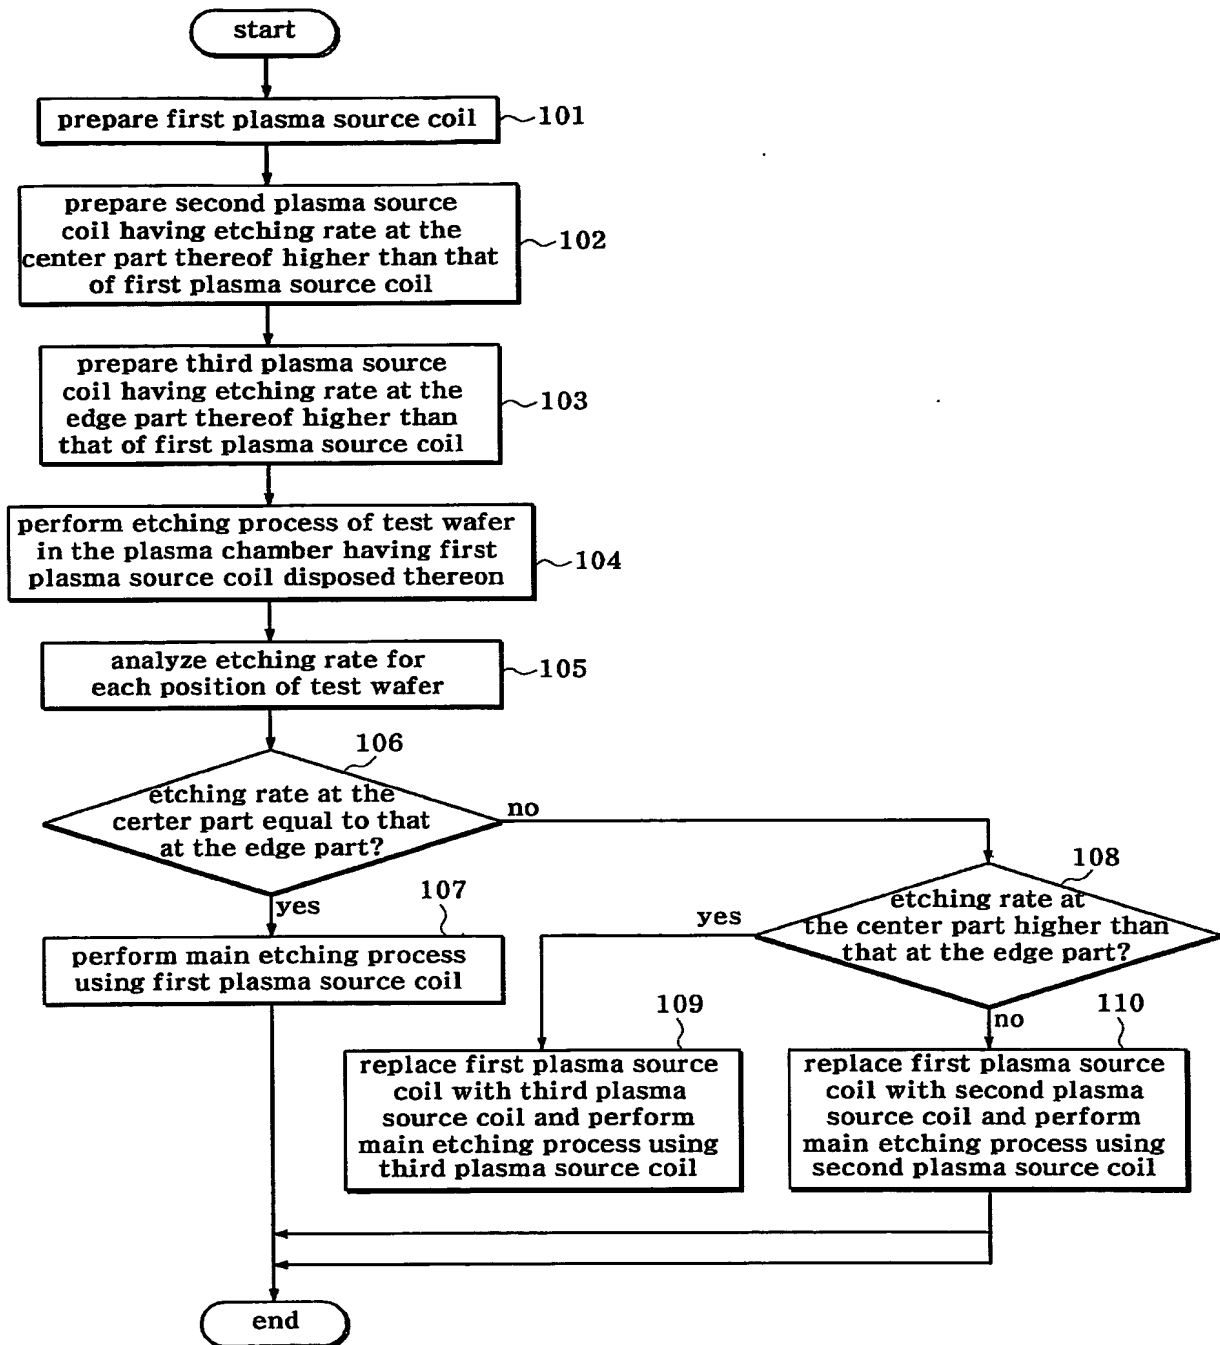 start
prepare first plasma source coil
101
prepare second plasma source
coil having etching rate at the
center part thereof higher than that
of first plasma source coil
102
prepare third plasma source
coil having etching rate at the
edge part thereof higher than
that of first plasma source coil
103
perform etching process of test wafer
in the plasma chamber having first
plasma source coil disposed thereon
104
analyze etching rate for
each position of test wafer
105
106
etching rate at the
certer part equal to that
at the edge part?
no
yes
107
perform main etching process
using first plasma source coil
108
etching rate at
the center part higher than
that at the edge part?
yes
no
109
replace first plasma source
coil with third plasma
source coil and perform
main etching process using
third plasma source coil
110
replace first plasma source
coil with second plasma
source coil and perform
main etching process using
second plasma source coil
end